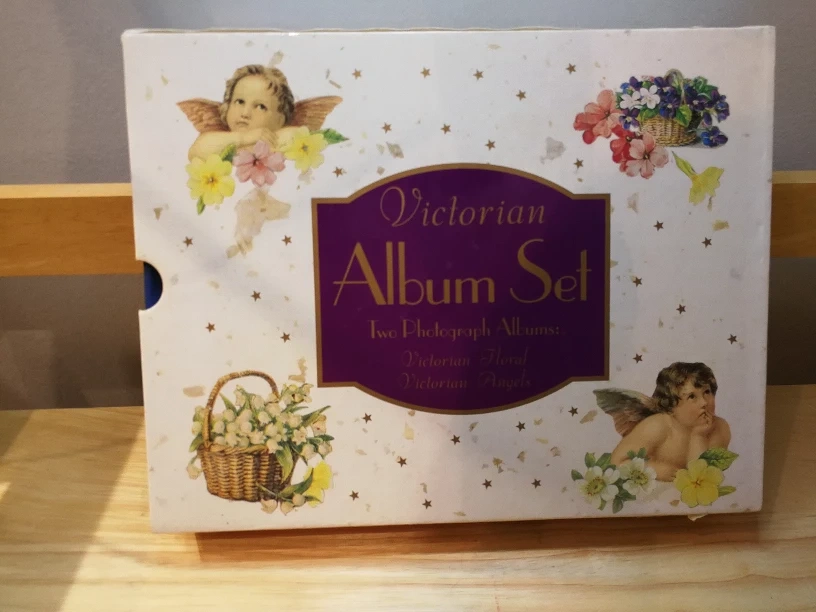 Victorian
Album Set
Two Photograph Albums:
Victorian Floral
Victorian Angels